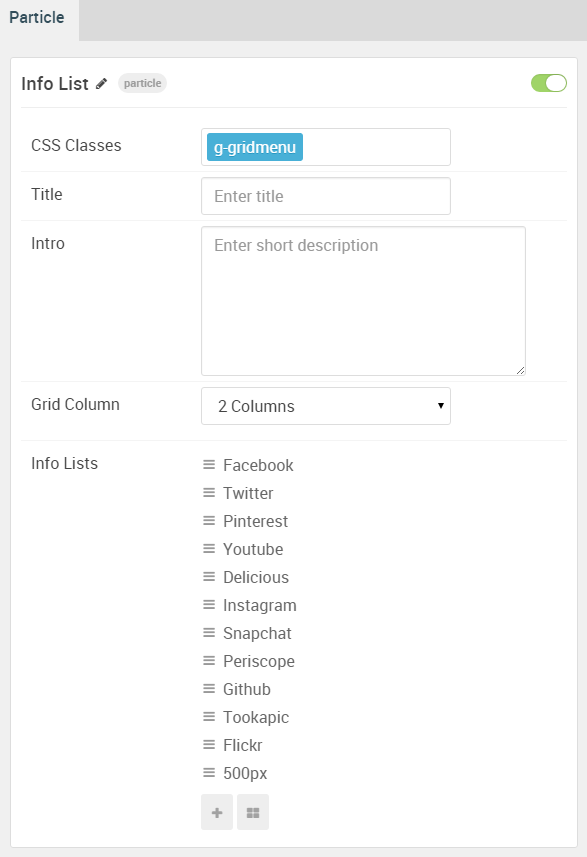 Particle
Info List particle
CSS Classes g-gridmenu
Title Enter title
Intro Enter short description
Grid Column 2 Columns
Info Lists Facebook
Twitter
Pinterest
Youtube
Delicious
Instagram
Snapchat
Periscope
Github
Tookapic
Flickr
500px